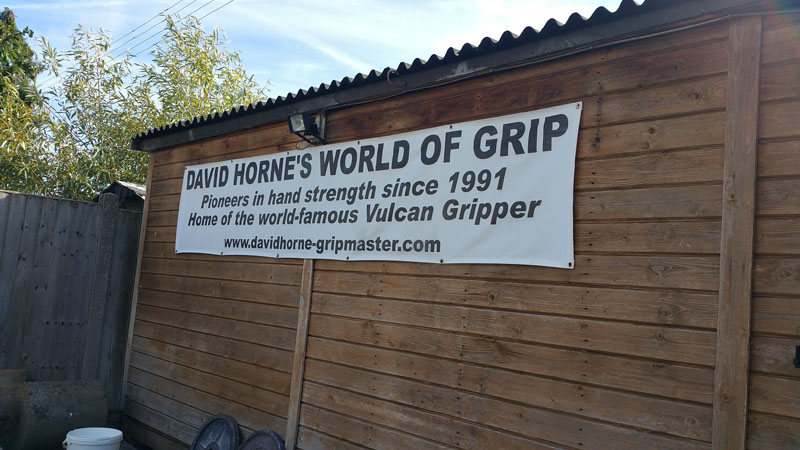 DAVID HORNE'S WORLD OF GRIP
Pioneers in hand strength since 1991
Home of the world-famous Vulcan Gripper
www.davidhorne-gripmaster.com